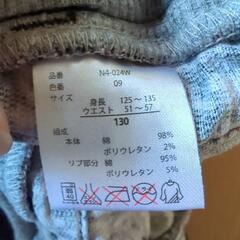 品番 N4-024W
色番 09
サイズ
身長 125～135
ウエスト 51～57
130
組成 綿 98%
ポリウレタン 2%
リブ部分 綿 95%
ポリウレタン 5%